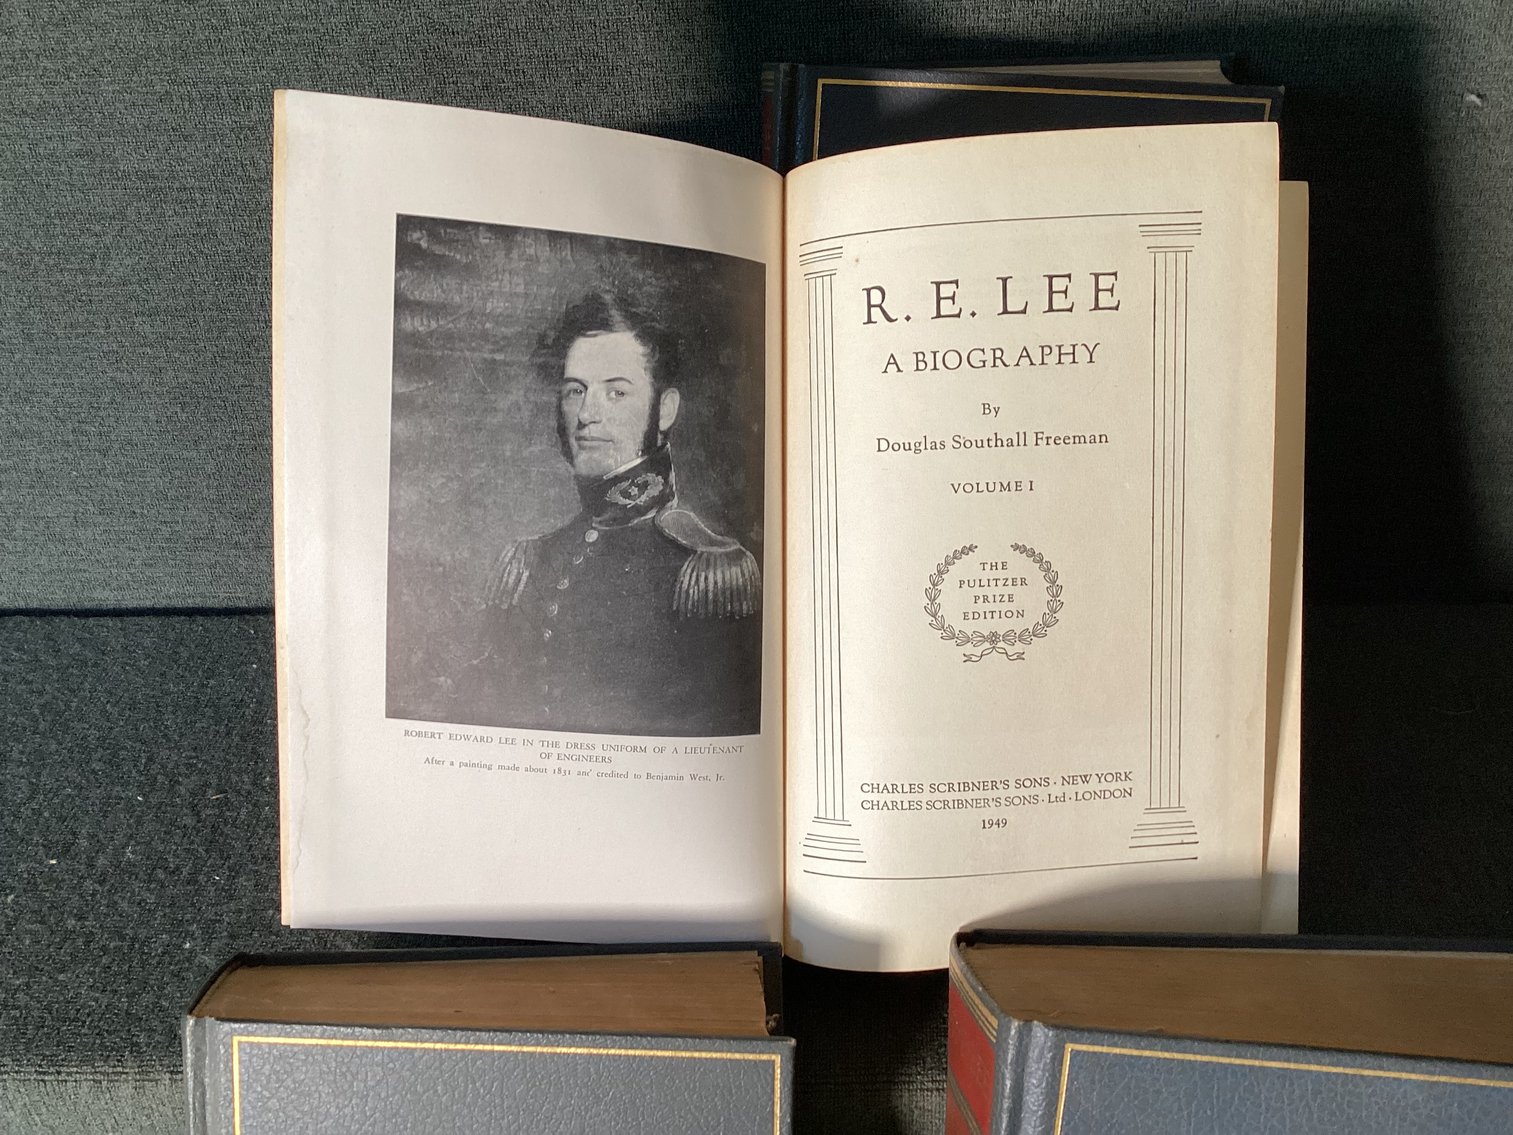 ROBERT EDWARD LEE IN THE DRESS UNIFORM OF A LIEUTENANT
OF ENGINEERS
After a painting made about 1831 and credited to Benjamin West, Jr.
R. E. LEE
A BIOGRAPHY
By
Douglas Southall Freeman
VOLUME I
THE
PULITZER
PRIZE
EDITION
CHARLES SCRIBNER'S SONS · NEW YORK
CHARLES SCRIBNER'S SONS · Ltd · LONDON
1949